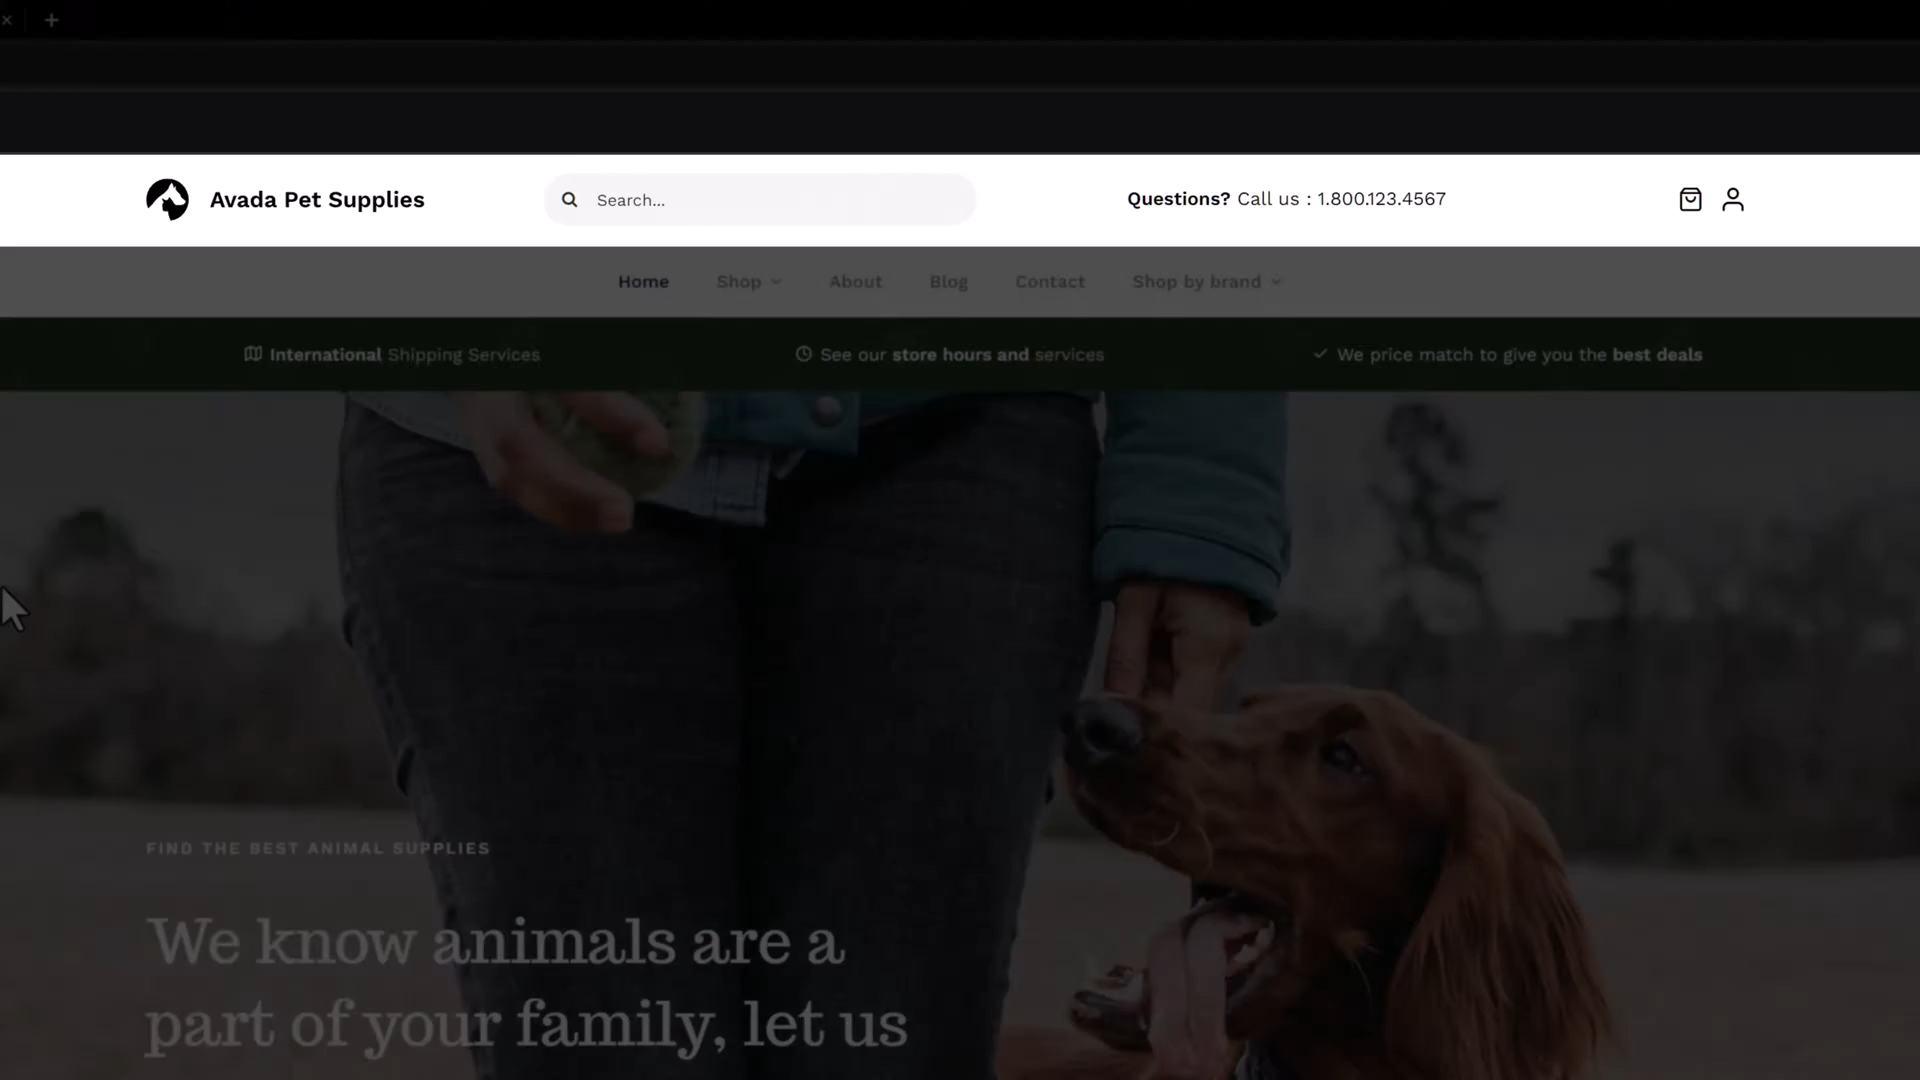 Avada Pet Supplies
Search...
Questions? Call us : 1.800.123.4567
Home
Shop
About
Blog
Contact
Shop by brand
International Shipping Services
See our store hours and services
We price match to give you the best deals
FIND THE BEST ANIMAL SUPPLIES
We know animals are a
part of your family, let us